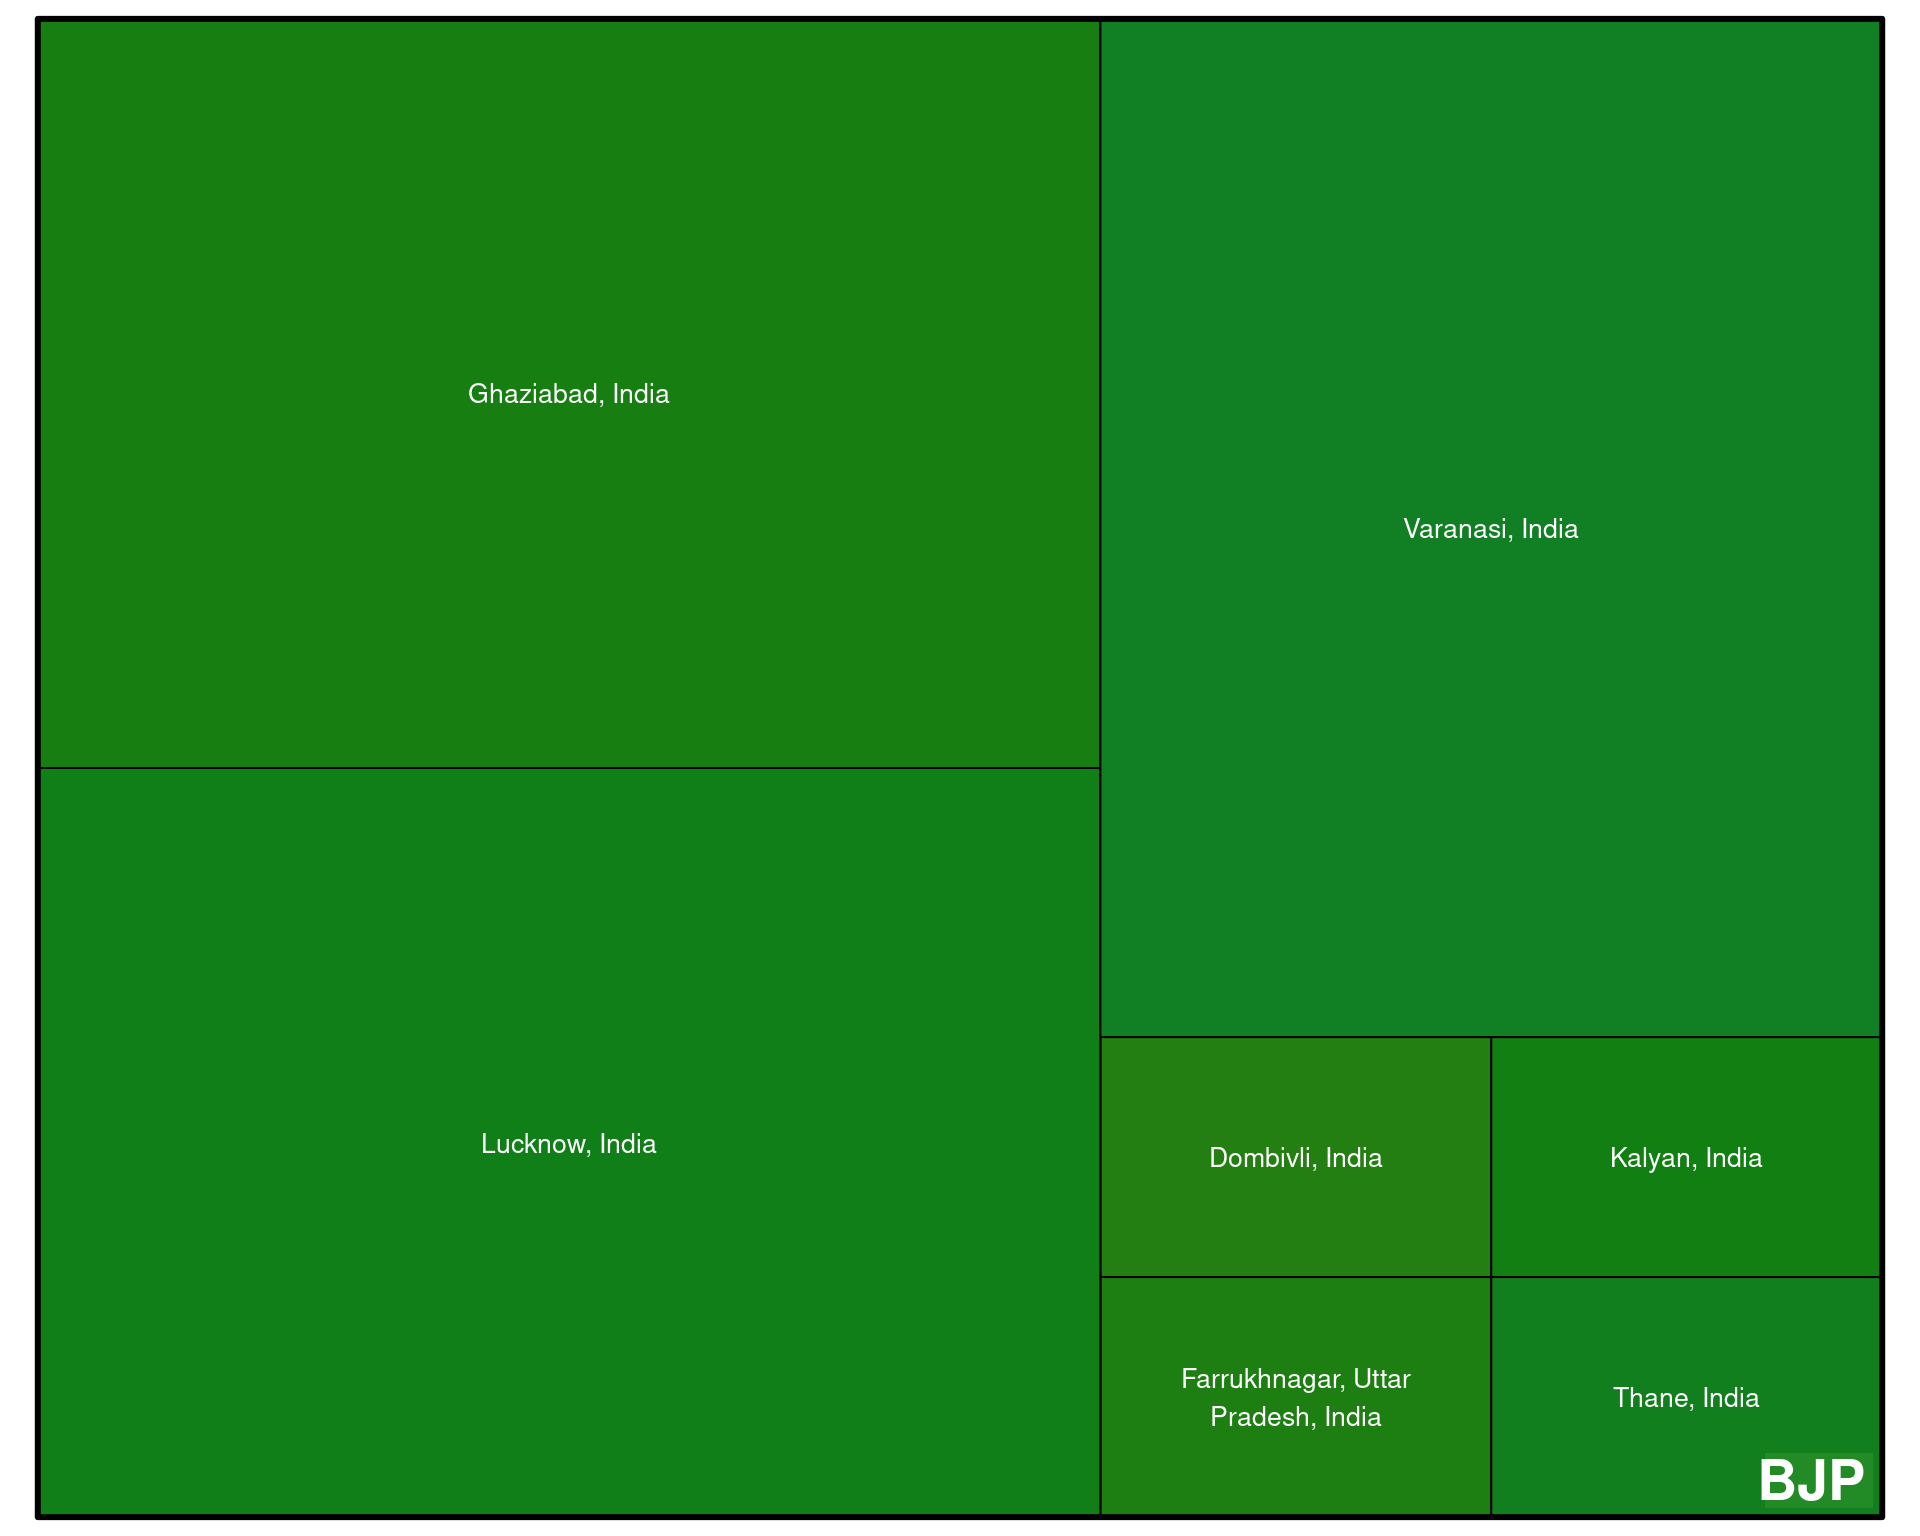 Ghaziabad, India
Varanasi, India
Lucknow, India
Dombivli, India
Kalyan, India
Farrukhnagar, Uttar
Pradesh, India
Thane, India
BJP